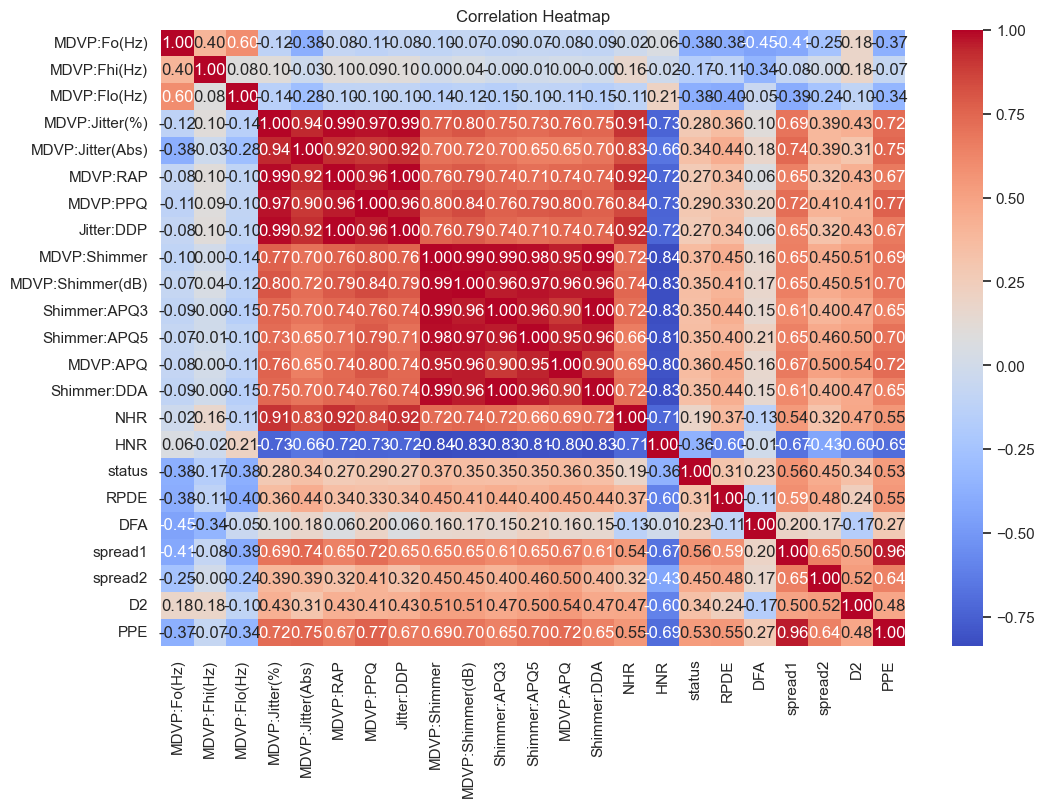 Correlation Heatmap
MDVP:Fo(Hz) 1.00 0.40 0.60 -0.12 -0.38 -0.08 -0.11 -0.08 -0.10 -0.07 -0.09 -0.07 -0.08 -0.09 -0.02 0.06 -0.38 -0.38 -0.45 -0.41 -0.25 0.18 -0.37
MDVP:Fhi(Hz) 0.40 1.00 0.08 0.10 -0.03 0.10 0.09 0.10 0.00 0.04 -0.00 -0.01 0.00 -0.00 0.16 -0.02 -0.17 -0.11 -0.34 -0.08 -0.00 0.18 -0.07
MDVP:Flo(Hz) 0.60 0.08 1.00 -0.14 -0.28 -0.10 -0.10 -0.10 -0.14 -0.12 -0.15 -0.10 -0.11 -0.15 -0.11 0.21 -0.38 -0.40 -0.05 -0.39 -0.24 -0.10 -0.34
MDVP:Jitter(%) -0.12 0.10 -0.14 1.00 0.94 0.99 0.97 0.99 0.77 0.80 0.75 0.73 0.76 0.75 0.91 -0.73 0.28 0.36 0.10 0.69 0.39 0.43 0.72
MDVP:Jitter(Abs) -0.38 -0.03 -0.28 0.94 1.00 0.92 0.90 0.92 0.70 0.72 0.70 0.65 0.65 0.70 0.83 -0.66 0.34 0.44 0.18 0.74 0.39 0.31 0.75
MDVP:RAP -0.08 0.10 -0.10 0.99 0.92 1.00 0.96 1.00 0.76 0.79 0.74 0.71 0.74 0.74 0.92 -0.72 0.27 0.34 0.06 0.65 0.32 0.43 0.67
MDVP:PPQ -0.11 0.09 -0.10 0.97 0.90 0.96 1.00 0.96 0.80 0.84 0.76 0.79 0.80 0.76 0.84 -0.73 0.29 0.33 0.20 0.72 0.41 0.41 0.77
Jitter:DDP -0.08 0.10 -0.10 0.99 0.92 1.00 0.96 1.00 0.76 0.79 0.74 0.71 0.74 0.74 0.92 -0.72 0.27 0.34 0.06 0.65 0.32 0.43 0.67
MDVP:Shimmer -0.10 0.00 -0.14 0.77 0.70 0.76 0.80 0.76 1.00 0.99 0.99 0.98 0.95 0.99 0.72 -0.84 0.37 0.45 0.16 0.65 0.45 0.51 0.69
MDVP:Shimmer(dB) -0.07 0.04 -0.12 0.80 0.72 0.79 0.84 0.79 0.99 1.00 0.96 0.97 0.96 0.96 0.74 -0.83 0.35 0.41 0.17 0.65 0.45 0.51 0.70
Shimmer:APQ3 -0.09 -0.00 -0.15 0.75 0.70 0.74 0.76 0.74 0.99 0.96 1.00 0.96 0.90 1.00 0.72 -0.83 0.35 0.44 0.15 0.61 0.40 0.47 0.65
Shimmer:APQ5 -0.07 -0.01 -0.10 0.73 0.65 0.71 0.79 0.71 0.98 0.97 0.96 1.00 0.95 0.96 0.66 -0.81 0.35 0.40 0.21 0.65 0.46 0.50 0.70
MDVP:APQ -0.08 0.00 -0.11 0.76 0.65 0.74 0.80 0.74 0.95 0.96 0.90 0.95 1.00 0.90 0.69 -0.80 0.36 0.45 0.16 0.67 0.50 0.54 0.72
Shimmer:DDA -0.09 -0.00 -0.15 0.75 0.70 0.74 0.76 0.74 0.99 0.96 1.00 0.96 0.90 1.00 0.72 -0.83 0.35 0.44 0.15 0.61 0.40 0.47 0.65
NHR -0.02 0.16 -0.11 0.91 0.83 0.92 0.84 0.92 0.72 0.74 0.72 0.66 0.69 0.72 1.00 -0.71 0.19 0.37 -0.13 0.54 0.32 0.47 0.55
HNR 0.06 -0.02 0.21 -0.73 -0.66 -0.72 -0.73 -0.72 -0.84 -0.83 -0.83 -0.81 -0.80 -0.83 -0.71 1.00 -0.36 -0.60 -0.01 -0.67 -0.43 -0.60 -0.69
status -0.38 -0.17 -0.38 0.28 0.34 0.27 0.29 0.27 0.37 0.35 0.35 0.35 0.36 0.35 0.19 -0.36 1.00 0.31 0.23 0.56 0.45 0.34 0.53
RPDE -0.38 -0.11 -0.40 0.36 0.44 0.34 0.33 0.34 0.45 0.41 0.44 0.40 0.45 0.44 0.37 -0.60 0.31 1.00 -0.11 0.59 0.48 0.24 0.55
DFA -0.45 -0.34 -0.05 0.10 0.18 0.06 0.20 0.06 0.16 0.17 0.15 0.21 0.16 0.15 -0.13 -0.01 0.23 -0.11 1.00 0.20 0.17 -0.17 0.27
spread1 -0.41 -0.08 -0.39 0.69 0.74 0.65 0.72 0.65 0.65 0.65 0.61 0.65 0.67 0.61 0.54 -0.67 0.56 0.59 0.20 1.00 0.65 0.50 0.96
spread2 -0.25 -0.00 -0.24 0.39 0.39 0.32 0.41 0.32 0.45 0.45 0.40 0.46 0.50 0.40 0.32 -0.43 0.45 0.48 0.17 0.65 1.00 0.52 0.64
D2 0.18 0.18 -0.10 0.43 0.31 0.43 0.41 0.43 0.51 0.51 0.47 0.50 0.54 0.47 0.47 -0.60 0.34 0.24 -0.17 0.50 0.52 1.00 0.48
PPE -0.37 -0.07 -0.34 0.72 0.75 0.67 0.77 0.67 0.69 0.70 0.65 0.70 0.72 0.65 0.55 -0.69 0.53 0.55 0.27 0.96 0.64 0.48 1.00
MDVP:Fo(Hz)
MDVP:Fhi(Hz)
MDVP:Flo(Hz)
MDVP:Jitter(%)
MDVP:Jitter(Abs)
MDVP:RAP
MDVP:PPQ
Jitter:DDP
MDVP:Shimmer
MDVP:Shimmer(dB)
Shimmer:APQ3
Shimmer:APQ5
MDVP:APQ
Shimmer:DDA
NHR
HNR
status
RPDE
DFA
spread1
spread2
D2
PPE
1.00
0.75
0.50
0.25
0.00
−0.25
−0.50
−0.75